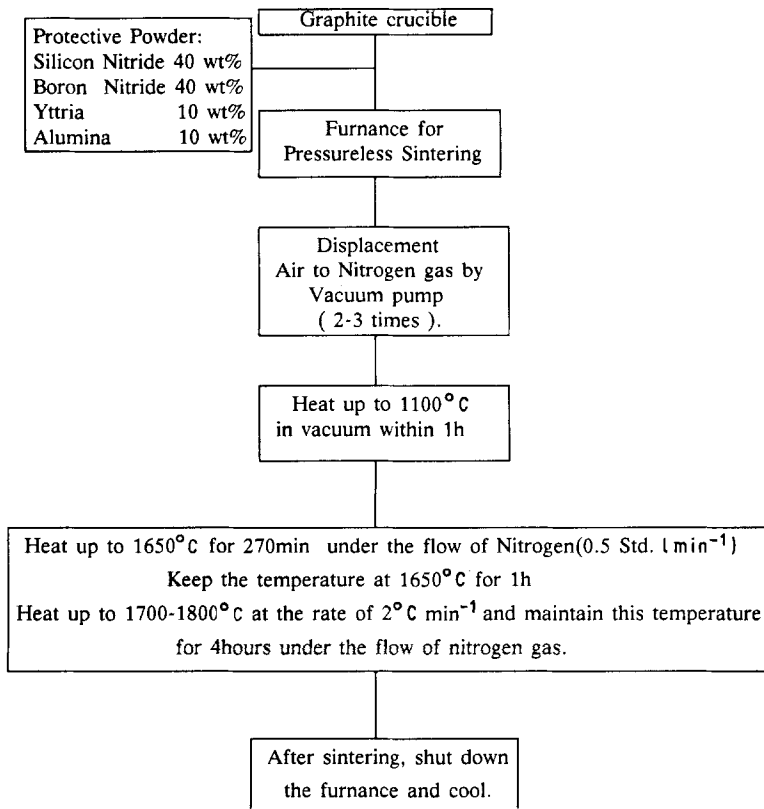 Graphite crucible
Protective Powder:
Silicon Nitride 40 wt%
Boron Nitride 40 wt%
Yttria 10 wt%
Alumina 10 wt%
Furnance for
Pressureless Sintering
Displacement
Air to Nitrogen gas by
Vacuum pump
( 2-3 times ).
Heat up to 1100°C
in vacuum within 1h
Heat up to 1650°C for 270min under the flow of Nitrogen(0.5 Std. l min⁻¹)
Keep the temperature at 1650°C for 1h
Heat up to 1700-1800°C at the rate of 2°C min⁻¹ and maintain this temperature
for 4hours under the flow of nitrogen gas.
After sintering, shut down
the furnance and cool.